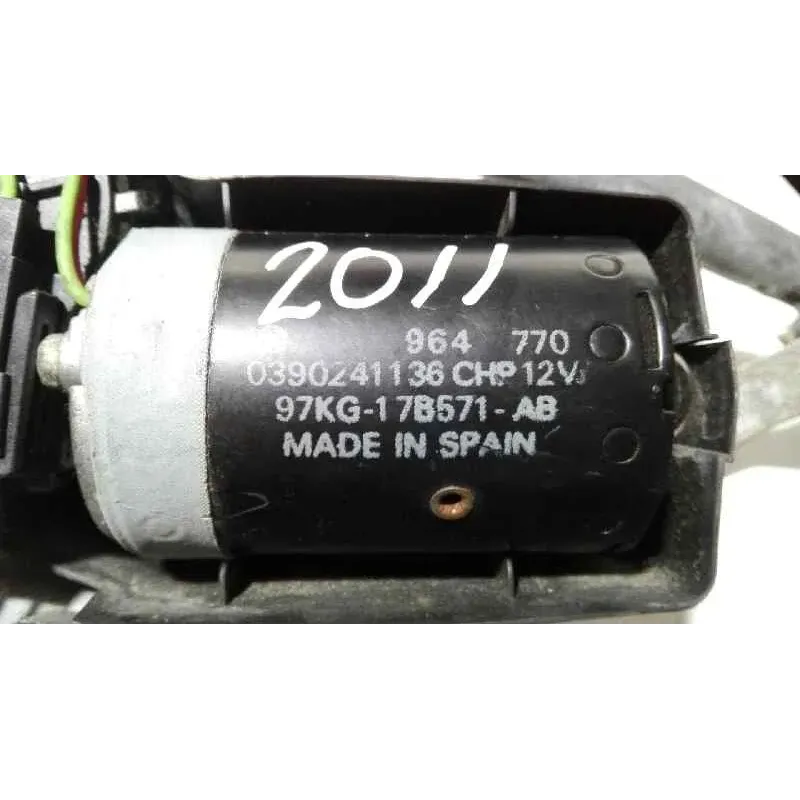 2011
964 770
0390241136 CHP 12V
97KG-17B571-AB
MADE IN SPAIN